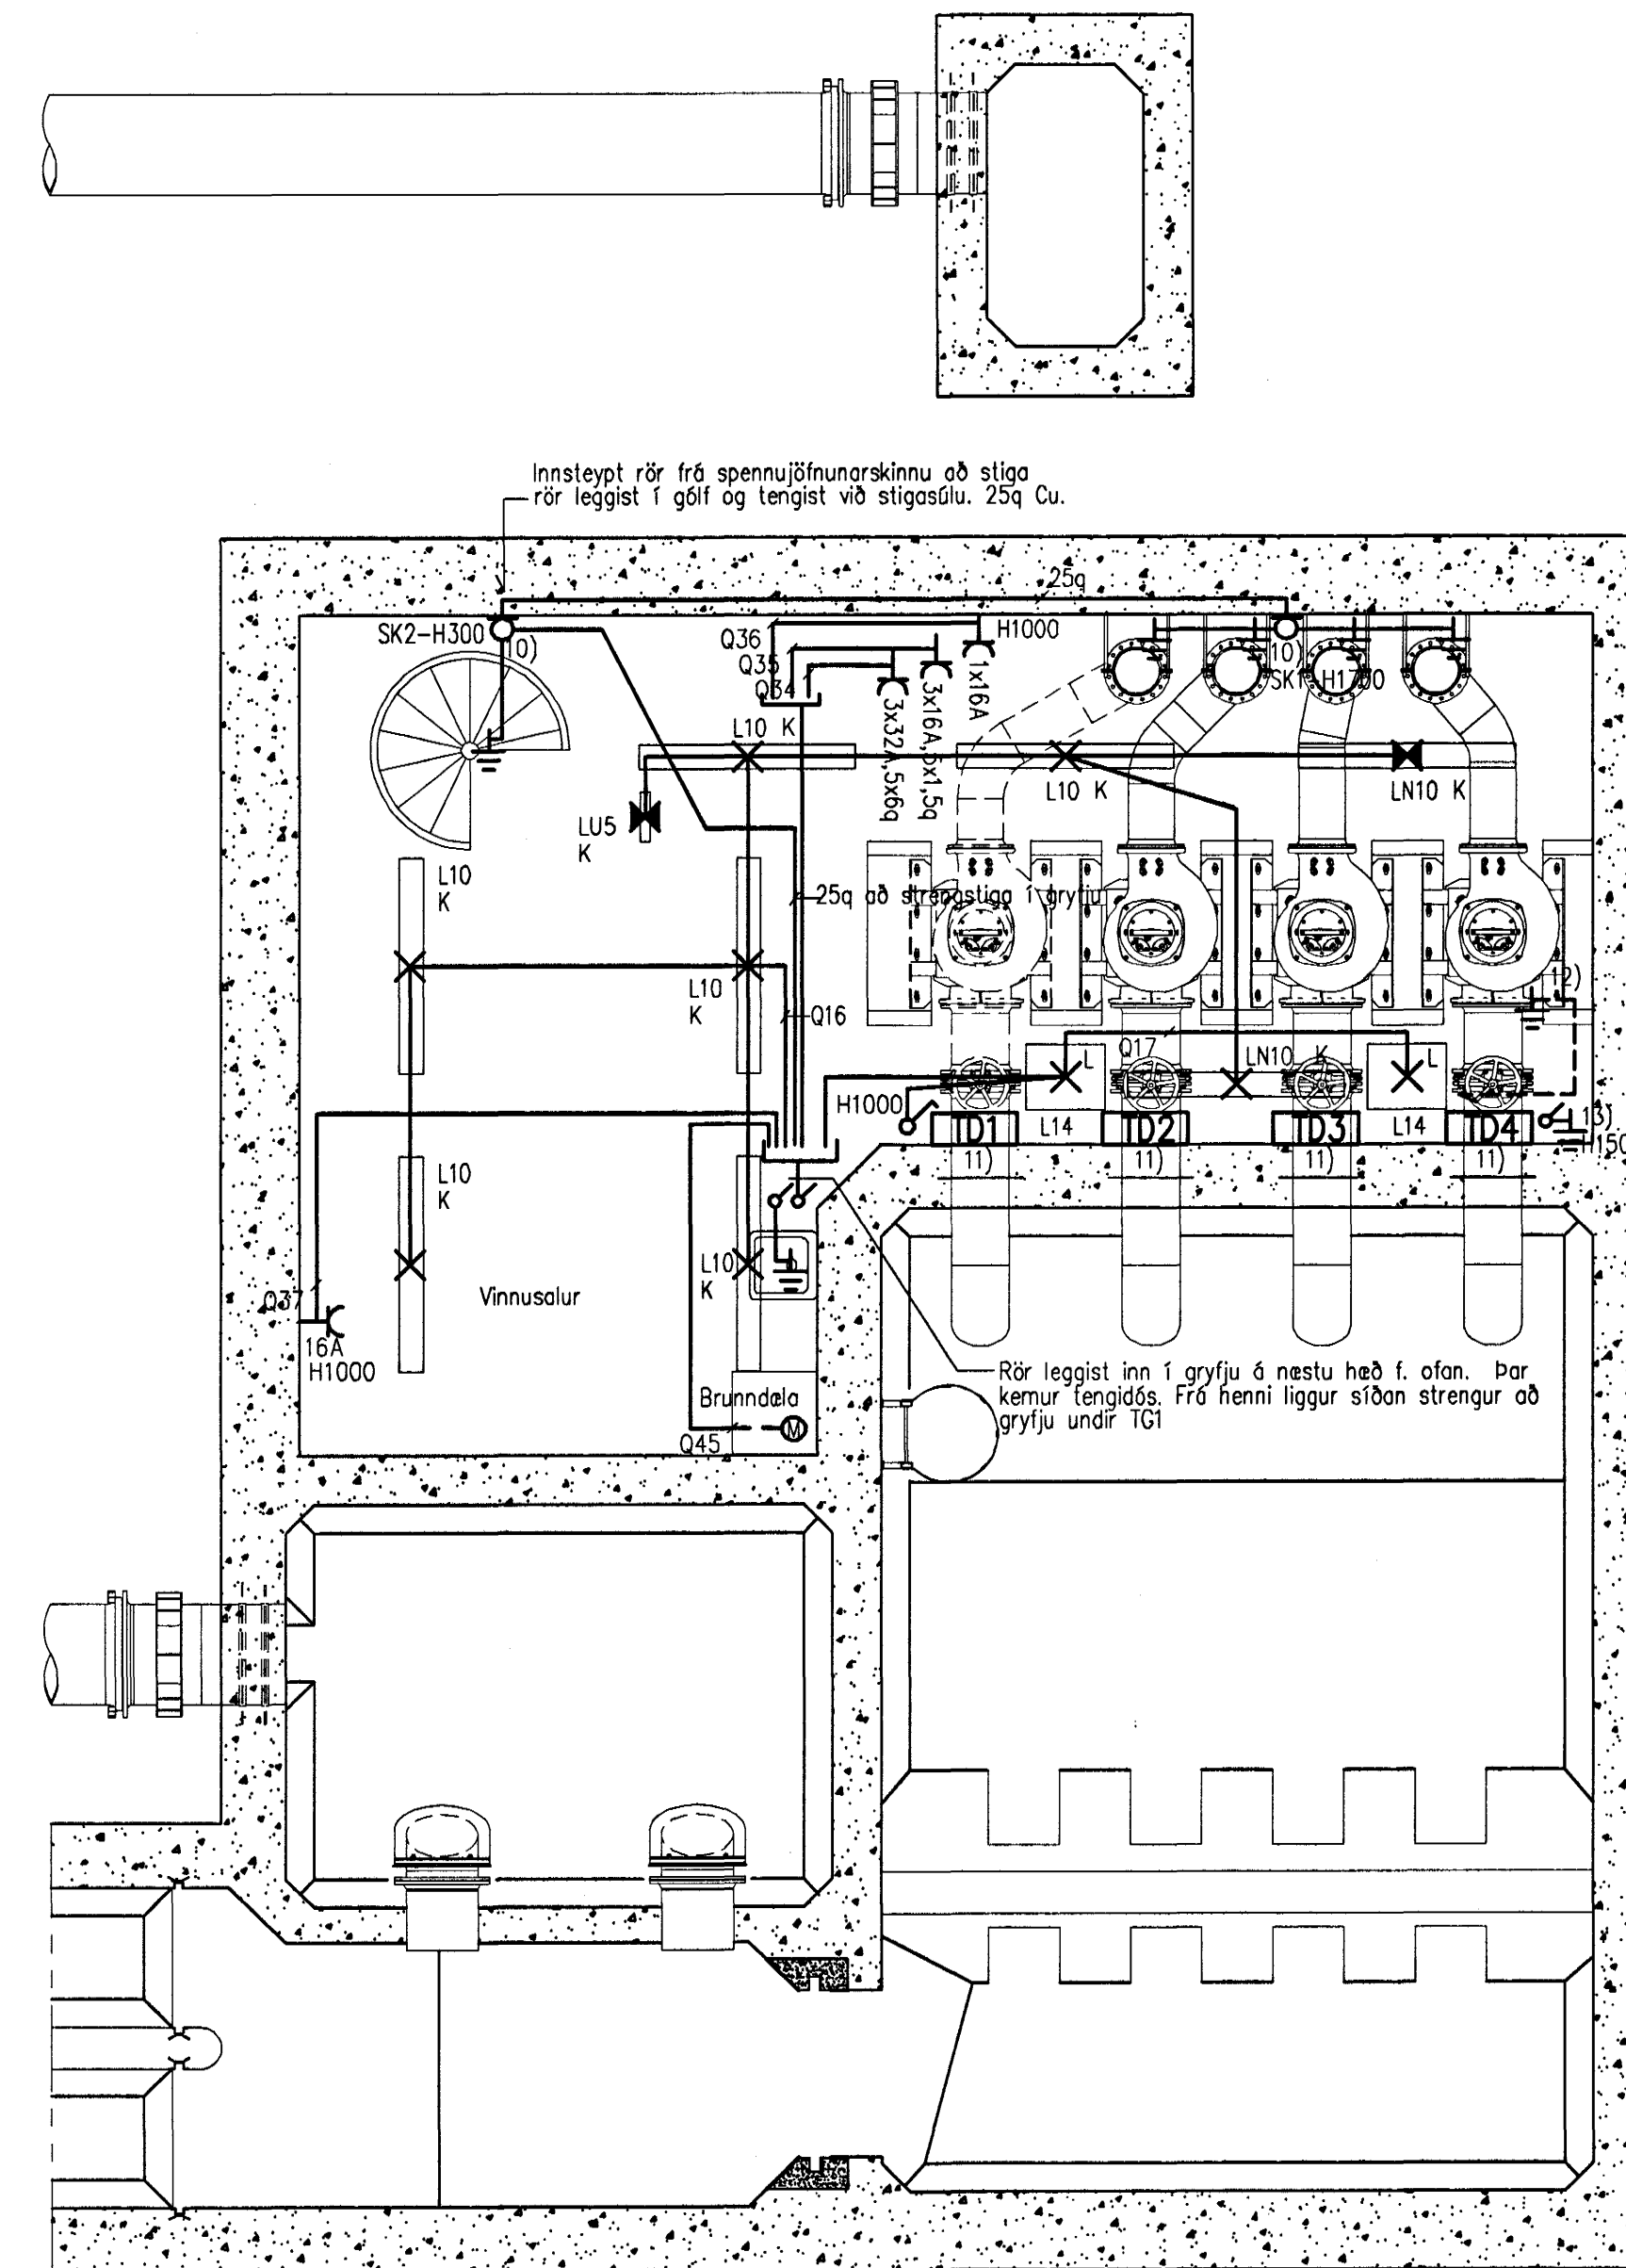 Innsteypt rör frá spennujöfnunarskinnu að stiga
rör leggist í gólf og tengist við stigasúlu. 25q Cu.
25q
SK2-H300
10)
Q36
Q35
Q34
H1000
1x16A
3x16A,5x1,5q
3x32A,5x6q
10)
SK1-H1700
L10 K
L10 K
LN10 K
LU5
K
L10
K
25q að strengstiga í gryfju
L10
K
Q16
12)
Q17
LN10 K
L
L
H1000
TD1
L14
TD2
TD3
L14
TD4
13)
11)
11)
11)
11)
L10
K
L10
K
Vinnusalur
Q37
16A
H1000
Rör leggist inn í gryfju á næstu hæð f. ofan. Þar
kemur tengidós. Frá henni liggur síðan strengur að
gryfju undir TG1
Brunndæla
M
Q45